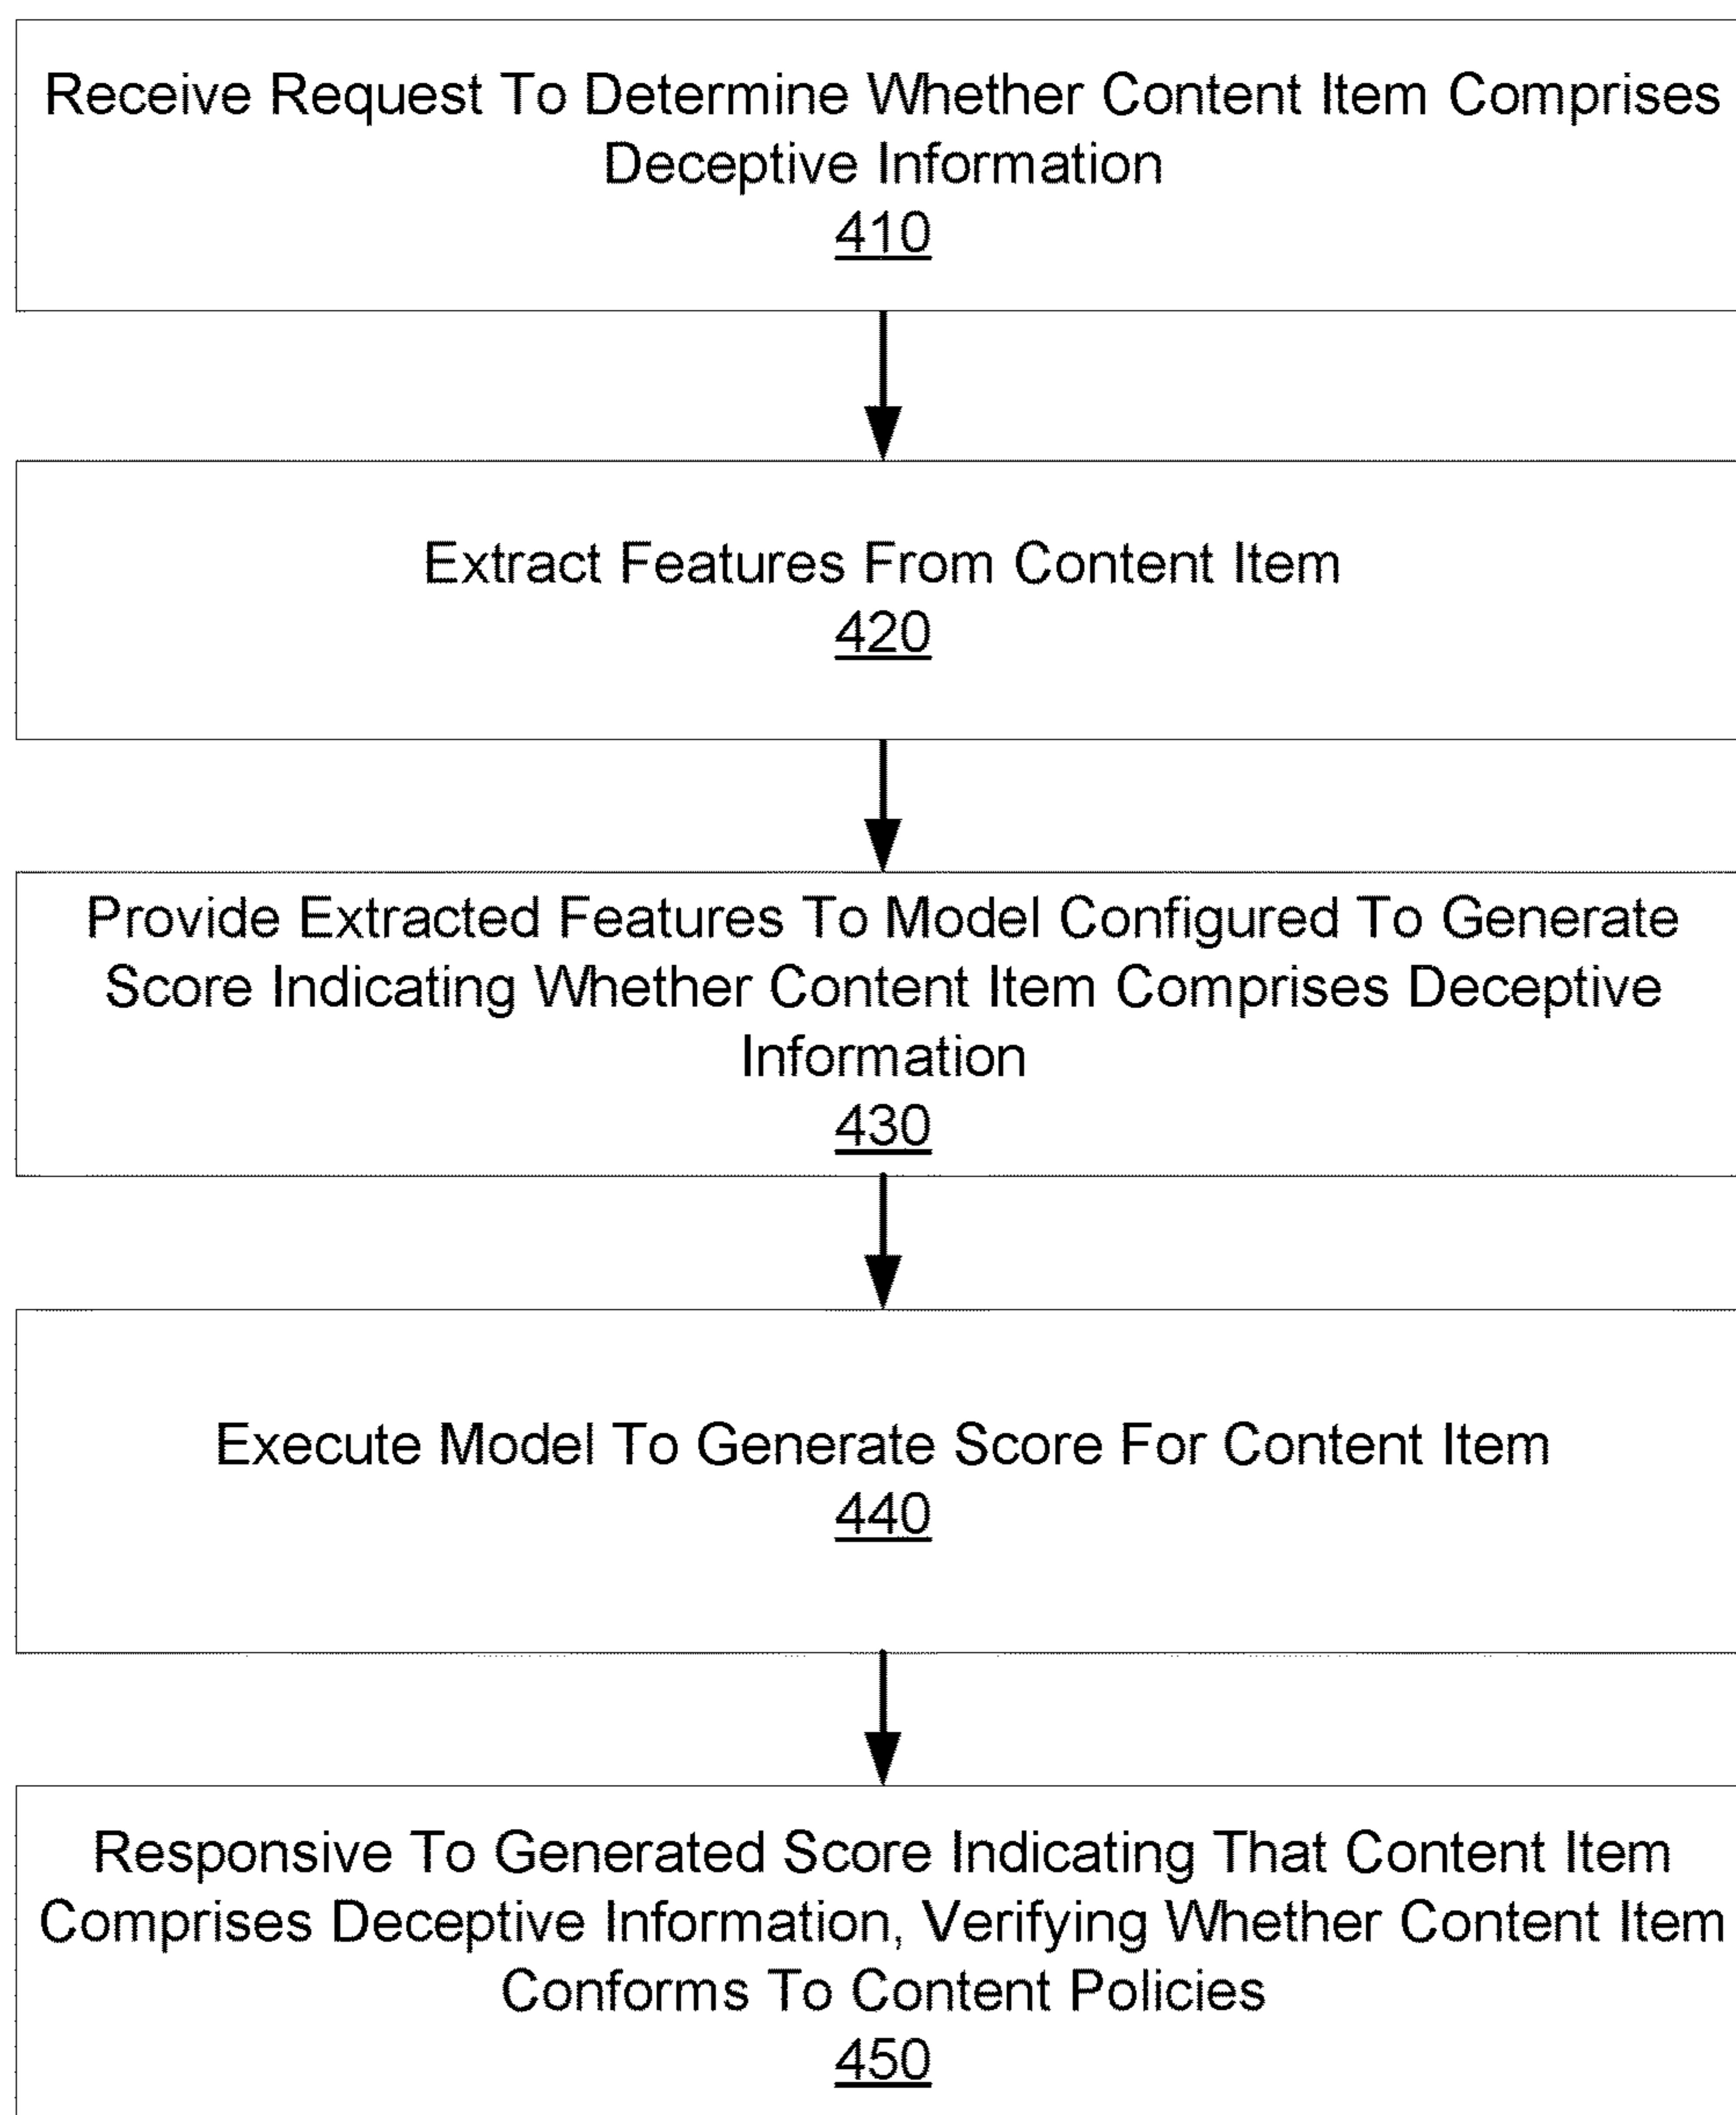 Receive Request To Determine Whether Content Item Comprises
Deceptive Information
410
Extract Features From Content Item
420
Provide Extracted Features To Model Configured To Generate
Score Indicating Whether Content Item Comprises Deceptive
Information
430
Execute Model To Generate Score For Content Item
440
Responsive To Generated Score Indicating That Content Item
Comprises Deceptive Information, Verifying Whether Content Item
Conforms To Content Policies
450